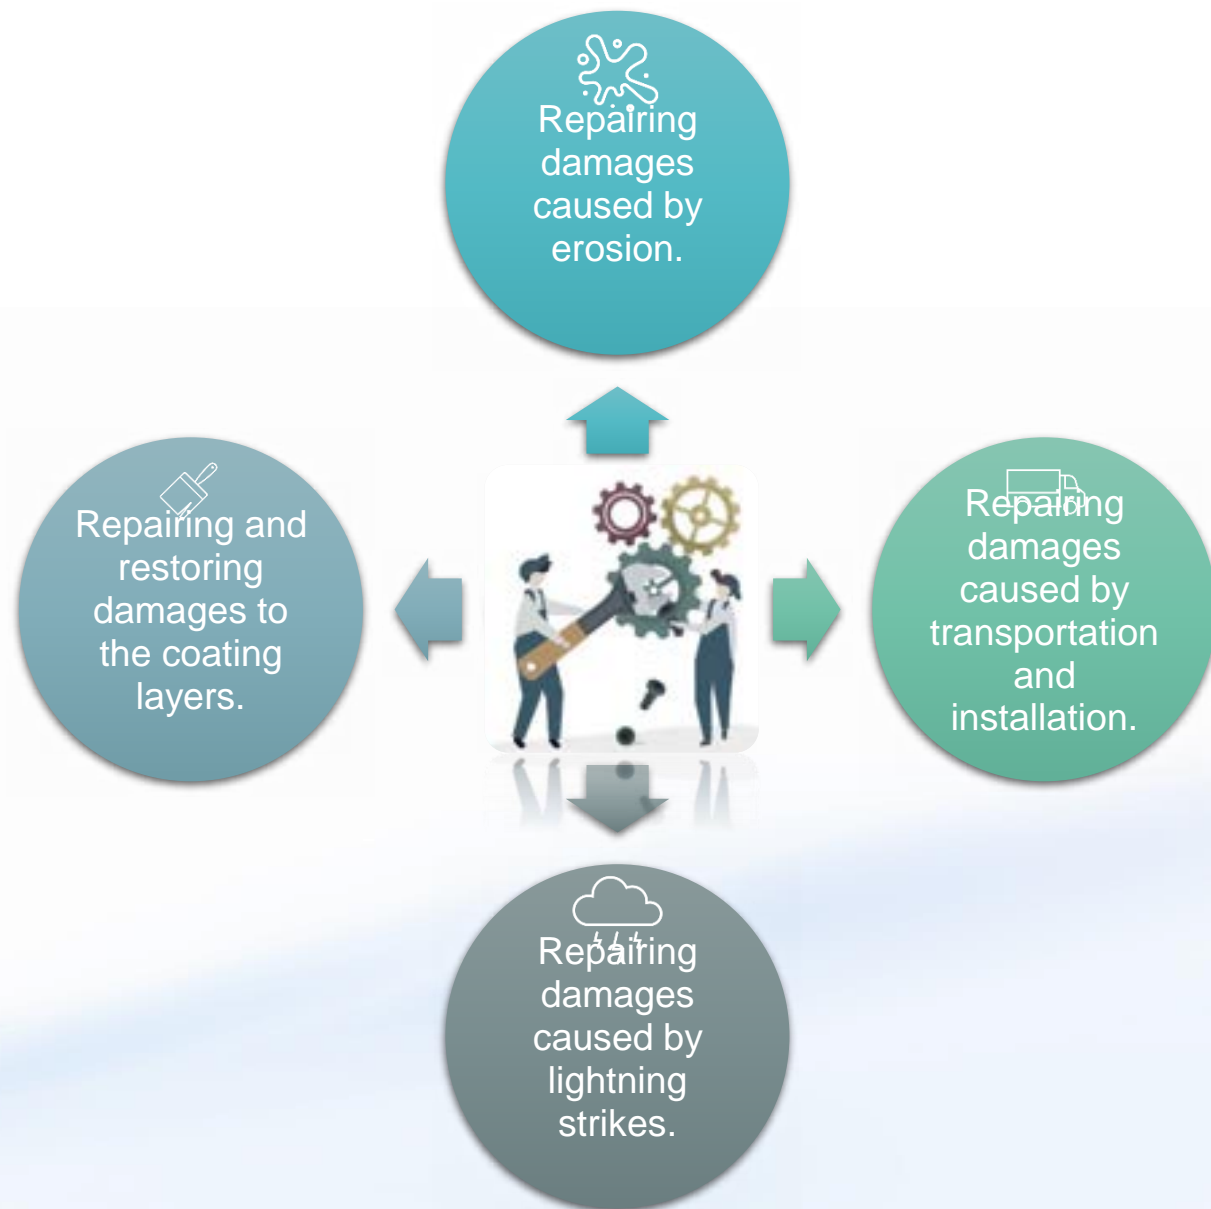 Repairing
damages
caused by
erosion.
Repairing and
restoring
damages to
the coating
layers.
Repairing
damages
caused by
transportation
and
installation.
Repairing
damages
caused by
lightning
strikes.